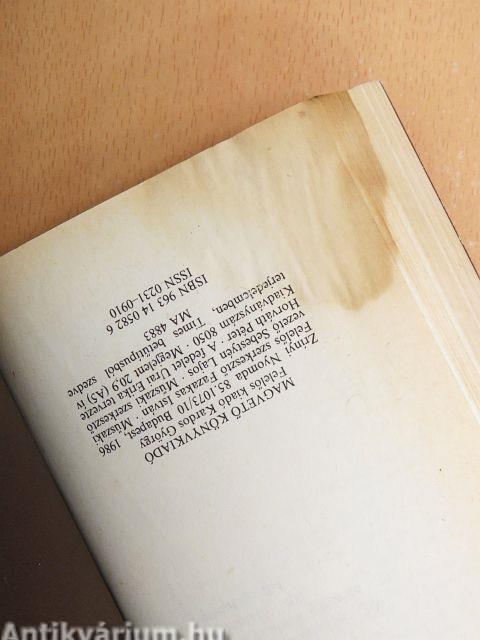 MAGVETŐ KÖNYVKIADÓ
Felelős kiadó Kardos György
Zrínyi Nyomda 85.1073/10 Budapest, 1986
Felelős szerkesztő Fazakas István . Műszaki
vezető Sebestyén Lajos . Műszaki szerkesztő
Horváth Péter . A fedelet Urai Erika tervezte
Kiadványszám 8050 . Megjelent 20,9 (A5) ív
terjedelemben, Times betűtípusból szedve
MA 4883
ISBN 963 14 0582 6
ISSN 0231-0910
Antikvárium.hu